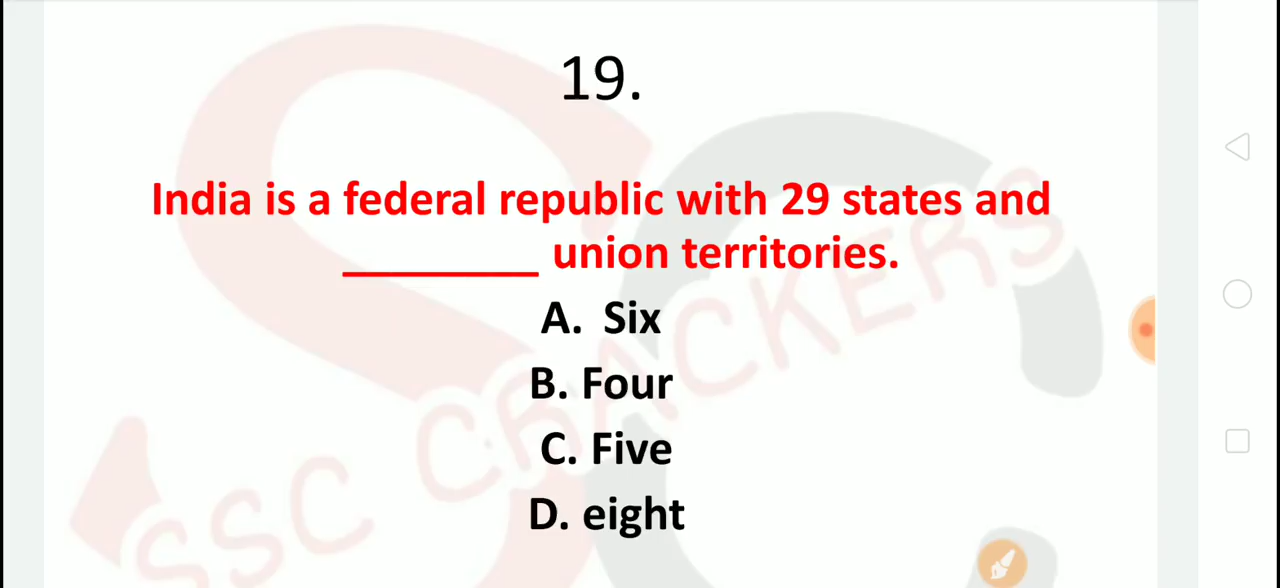 19.
India is a federal republic with 29 states and
________ union territories.
A. Six
B. Four
C. Five
D. eight
SSC CRACKERS